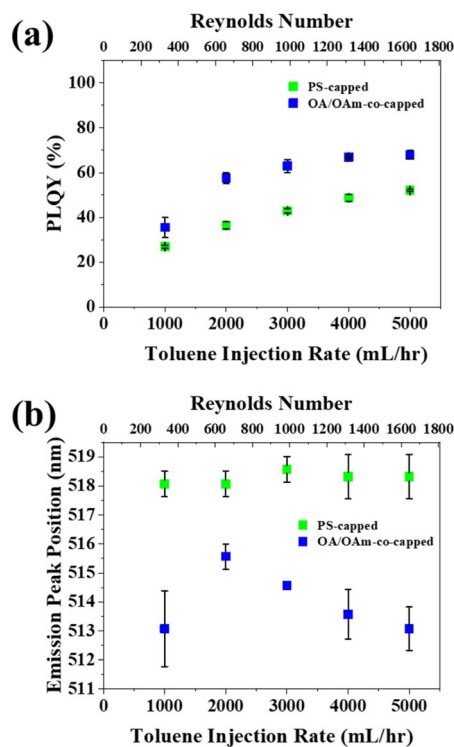 (a)
Reynolds Number
0 200 400 600 800 1000 1200 1400 1600 1800
100
80
60
40
20
0
PLQY (%)
PS-capped
OA/OAm-co-capped
1000 2000 3000 4000 5000
Toluene Injection Rate (mL/hr)
(b)
Reynolds Number
0 200 400 600 800 1000 1200 1400 1600 1800
519
518
517
516
515
514
513
512
511
Emission Peak Position (nm)
PS-capped
OA/OAm-co-capped
0 1000 2000 3000 4000 5000
Toluene Injection Rate (mL/hr)